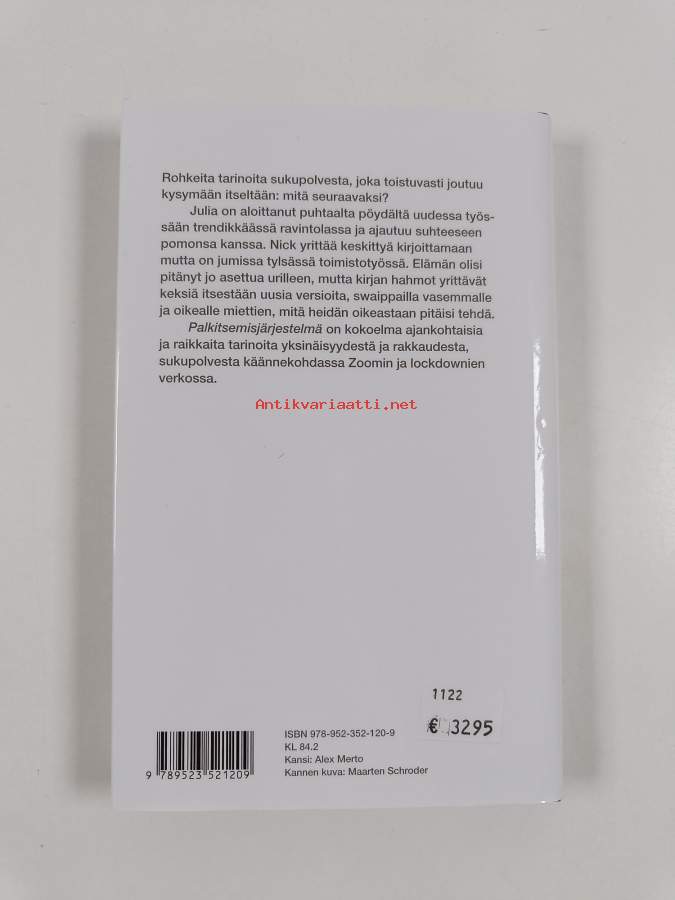 Rohkeita tarinoita sukupolvesta, joka toistuvasti joutuu
kysymään itseltään: mitä seuraavaksi?
Julia on aloittanut puhtaalta pöydältä uudessa työs-
sään trendikkäässä ravintolassa ja ajautuu suhteeseen
pomonsa kanssa. Nick yrittää keskittyä kirjoittamaan
mutta on jumissa tylsässä toimistotyössä. Elämän olisi
pitänyt jo asettua urilleen, mutta kirjan hahmot yrittävät
keksiä itsestään uusia versioita, swaippailla vasemmalle
ja oikealle miettien, mitä heidän oikeastaan pitäisi tehdä.
Palkitsemisjärjestelmä on kokoelma ajankohtaisia
ja raikkaita tarinoita yksinäisyydestä ja rakkaudesta,
sukupolvesta käännekohdassa Zoomin ja lockdownien
verkossa.
Antikvariaatti.net
1122
€ 3295
ISBN 978-952-352-120-9
KL 84.2
Kansi: Alex Merto
Kannen kuva: Maarten Schroder
9 789523 521209